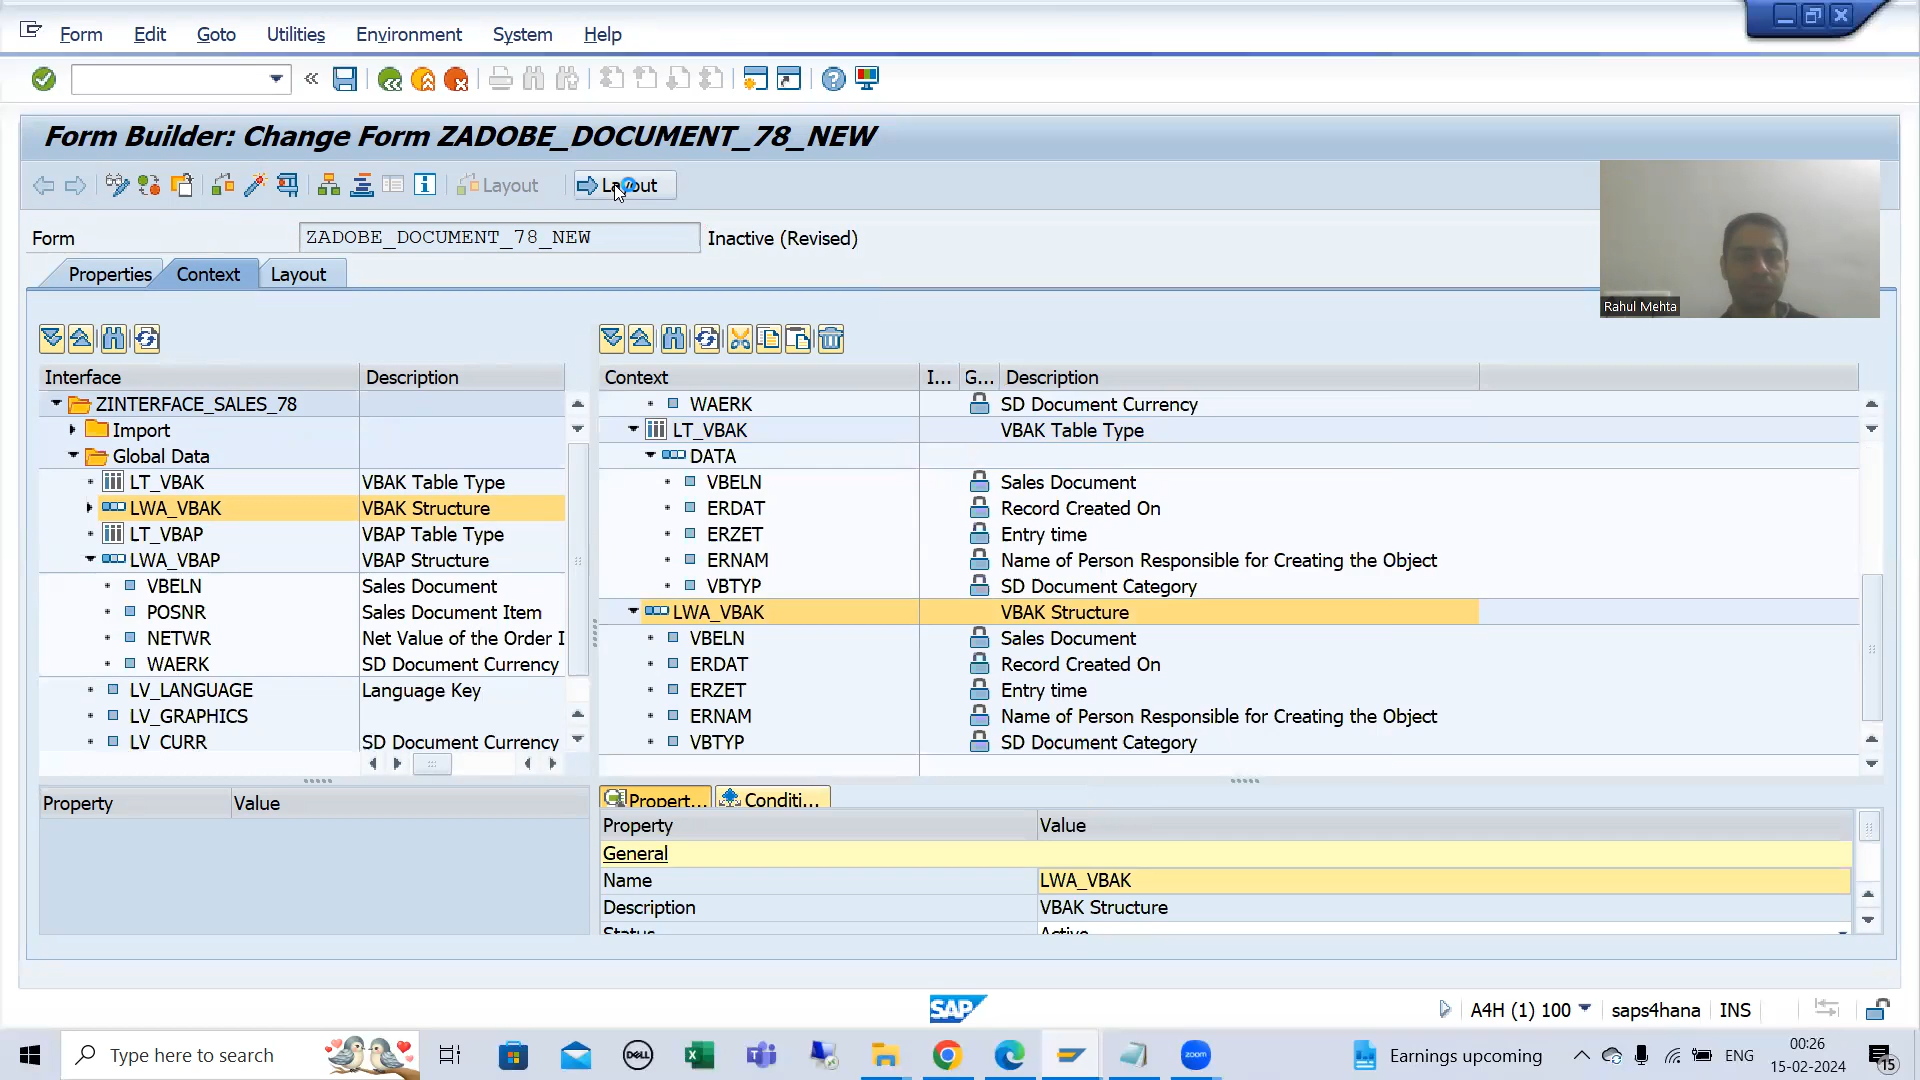 Form Edit Goto Utilities Environment System Help
Form Builder: Change Form ZADOBE_DOCUMENT_78_NEW
Layout Layout
Form ZADOBE_DOCUMENT_78_NEW Inactive (Revised)
Rahul Mehta
Properties Context Layout
Interface Description
ZINTERFACE_SALES_78
Import
Global Data
LT_VBAK VBAK Table Type
LWA_VBAK VBAK Structure
LT_VBAP VBAP Table Type
LWA_VBAP VBAP Structure
VBELN Sales Document
POSNR Sales Document Item
NETWR Net Value of the Order I
WAERK SD Document Currency
LV_LANGUAGE Language Key
LV_GRAPHICS
LV_CURR SD Document Currency
Property Value
Context I... G... Description
WAERK SD Document Currency
LT_VBAK VBAK Table Type
DATA
VBELN Sales Document
ERDAT Record Created On
ERZET Entry time
ERNAM Name of Person Responsible for Creating the Object
VBTYP SD Document Category
LWA_VBAK VBAK Structure
VBELN Sales Document
ERDAT Record Created On
ERZET Entry time
ERNAM Name of Person Responsible for Creating the Object
VBTYP SD Document Category
Propert... Conditi...
Property Value
General
Name LWA_VBAK
Description VBAK Structure
Status Active
SAP
A4H (1) 100 saps4hana INS
Type here to search
DELL
zoom
Earnings upcoming
ENG
00:26
15-02-2024
15